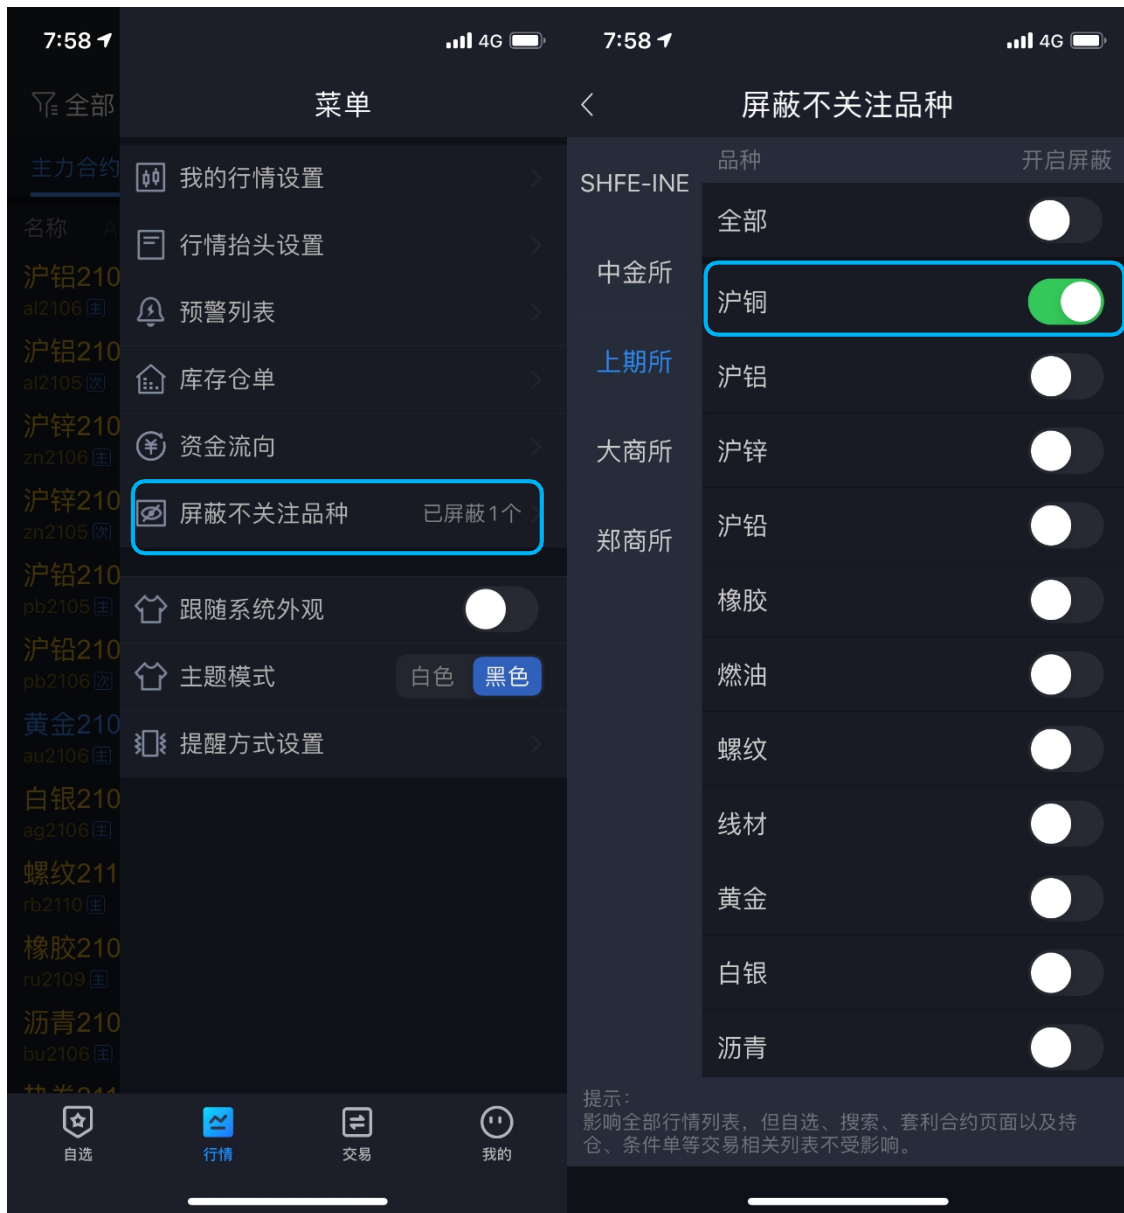 7:58
4G
全部
菜单
主力合约
名称 A
沪铝210
al2106 主
沪铝210
al2105 次
沪锌210
zn2106 主
沪锌210
zn2105 次
沪铅210
pb2105 主
沪铅210
pb2106 次
黄金210
au2106 主
白银210
ag2106 主
螺纹211
rb2110 主
橡胶210
ru2109 主
沥青210
bu2106 主
我的行情设置
行情抬头设置
预警列表
库存仓单
资金流向
屏蔽不关注品种 已屏蔽1个
跟随系统外观
主题模式 白色 黑色
提醒方式设置
自选 行情 交易 我的
7:58
4G
屏蔽不关注品种
SHFE-INE
中金所
上期所
大商所
郑商所
品种 开启屏蔽
全部
沪铜
沪铝
沪锌
沪铅
橡胶
燃油
螺纹
线材
黄金
白银
沥青
提示：
影响全部行情列表，但自选、搜索、套利合约页面以及持
仓、条件单等交易相关列表不受影响。